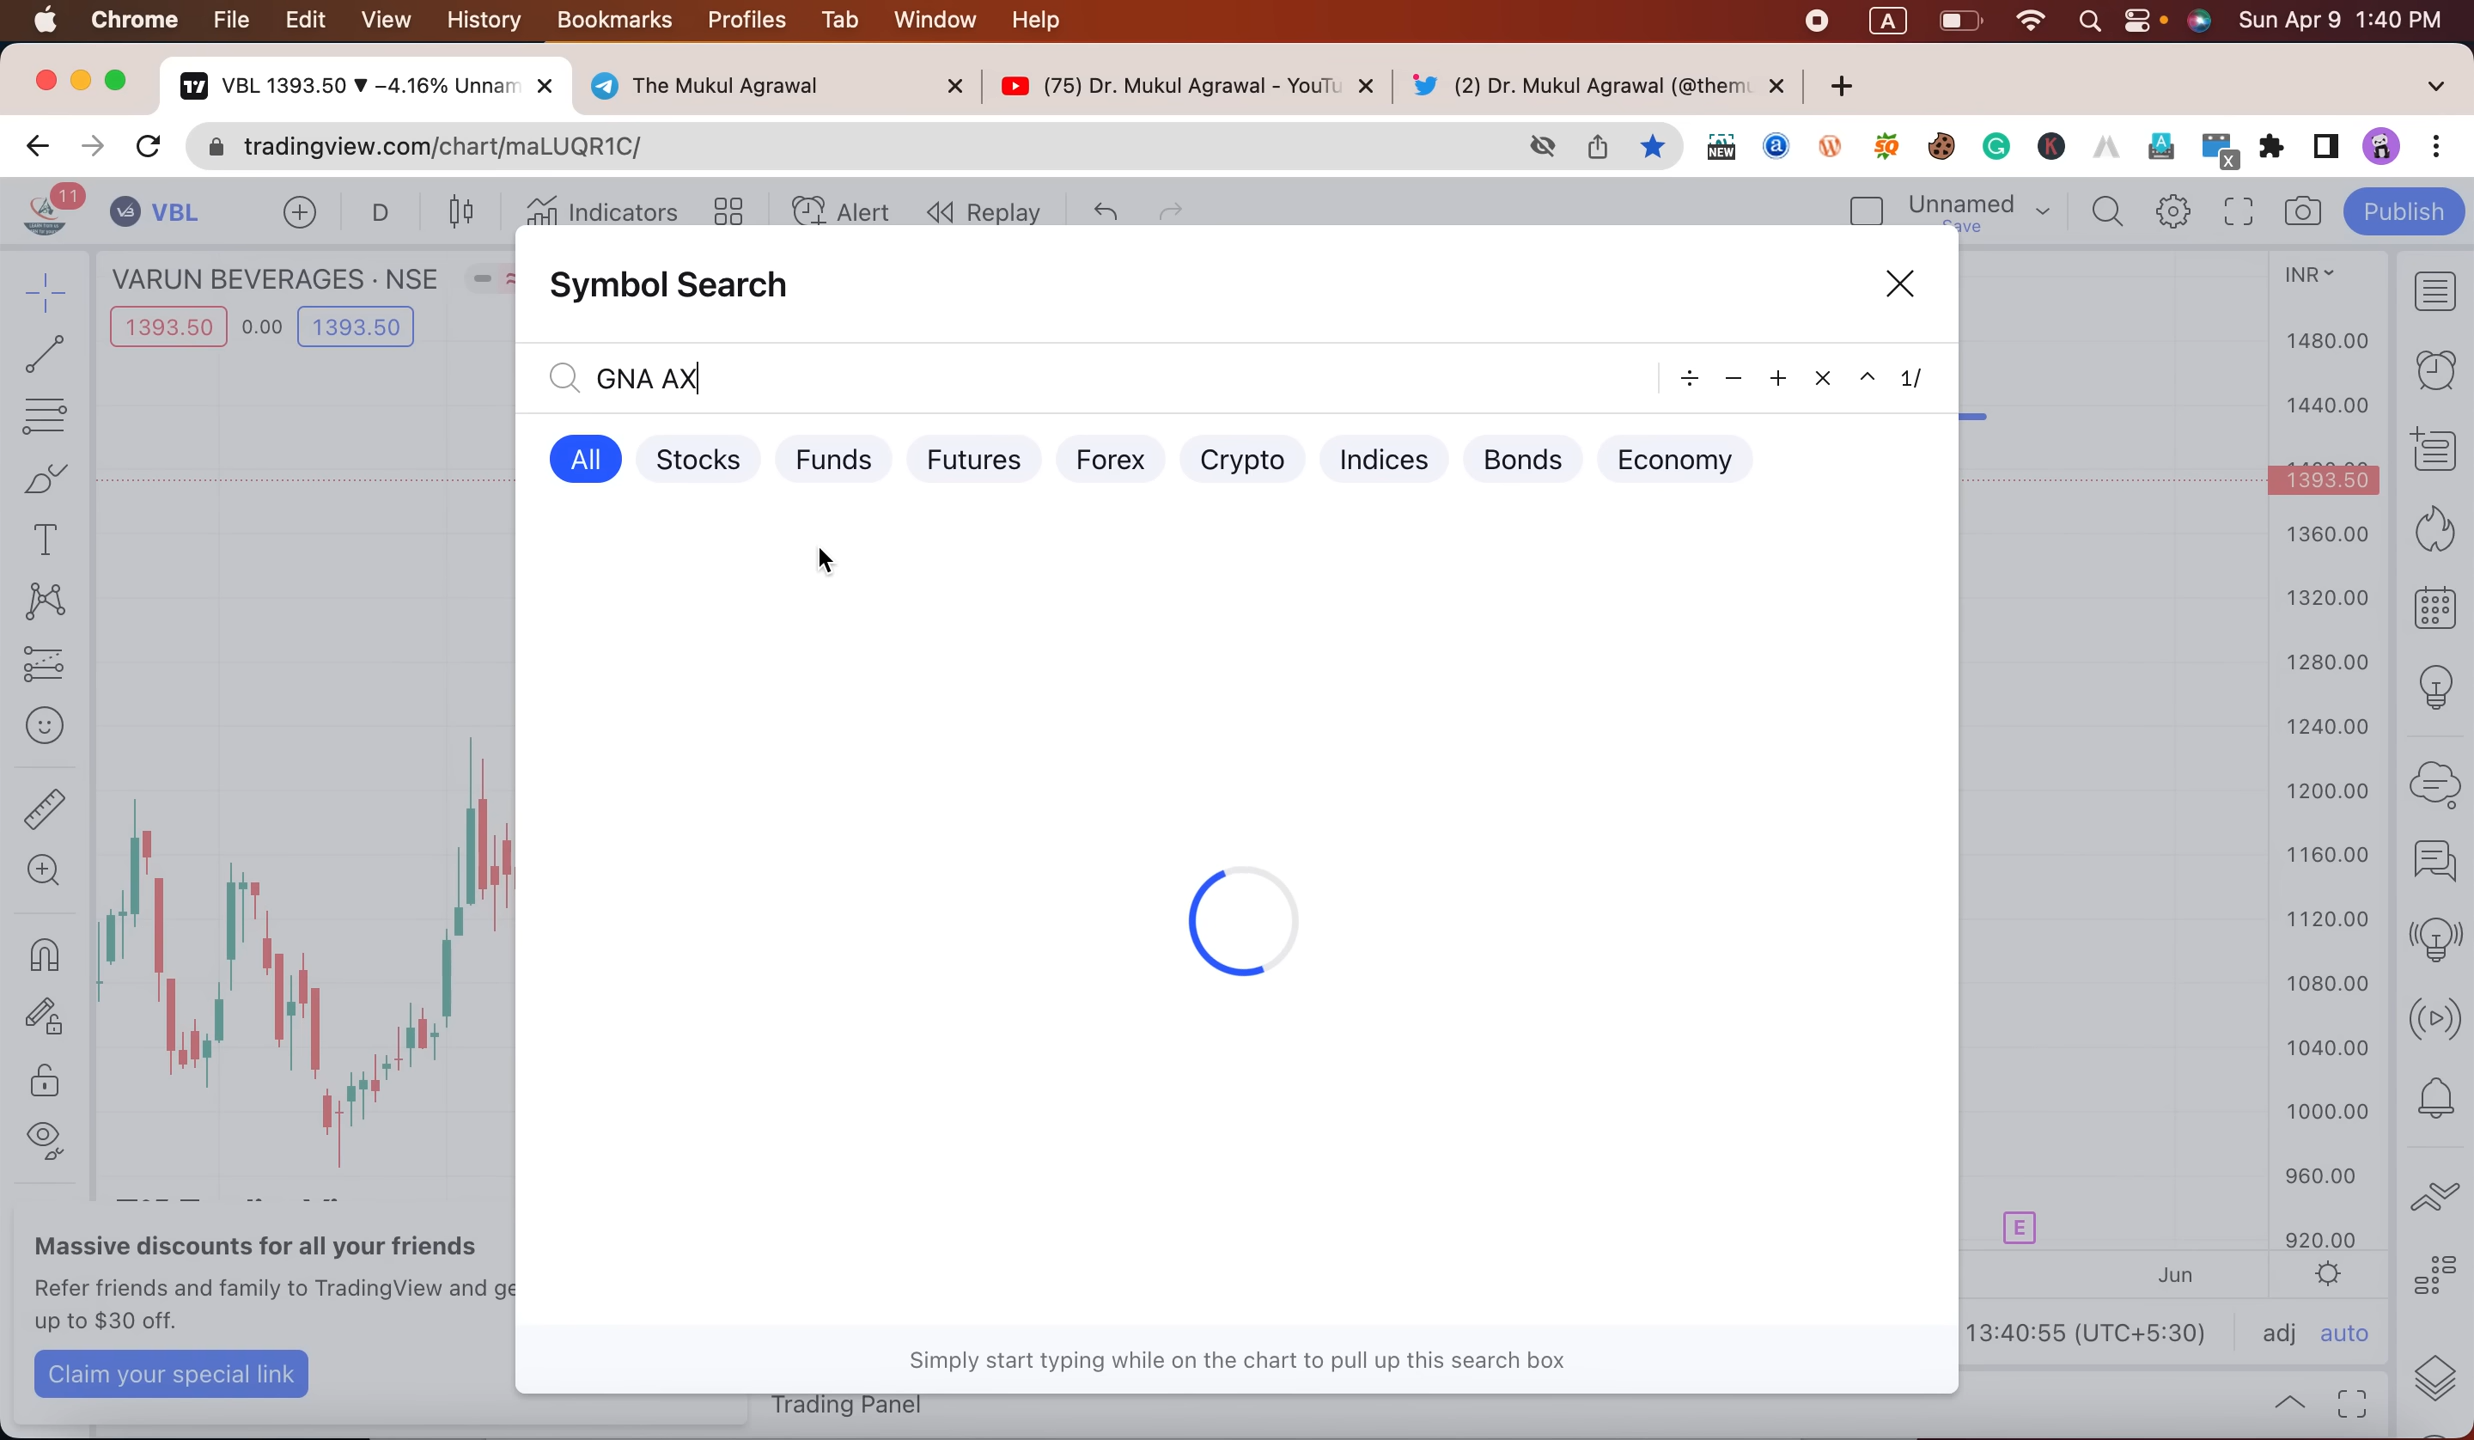 Chrome File Edit View History Bookmarks Profiles Tab Window Help A Sun Apr 9 1:40 PM
VBL 1393.50 ▼ −4.16% Unnam The Mukul Agrawal (75) Dr. Mukul Agrawal - YouTu (2) Dr. Mukul Agrawal (@themu
tradingview.com/chart/maLUQR1C/ NEW
11 VBL D Indicators Alert Replay Unnamed Publish
Save
VARUN BEVERAGES · NSE
1393.50 0.00 1393.50
Symbol Search
GNA AX ÷ − + × ^ 1/
All Stocks Funds Futures Forex Crypto Indices Bonds Economy
INR
1480.00
1440.00
1393.50
1360.00
1320.00
1280.00
1240.00
1200.00
1160.00
1120.00
1080.00
1040.00
1000.00
960.00
920.00
E
Jun
Massive discounts for all your friends
Refer friends and family to TradingView and ge
up to $30 off.
Claim your special link
Simply start typing while on the chart to pull up this search box
13:40:55 (UTC+5:30) adj auto
Trading Panel